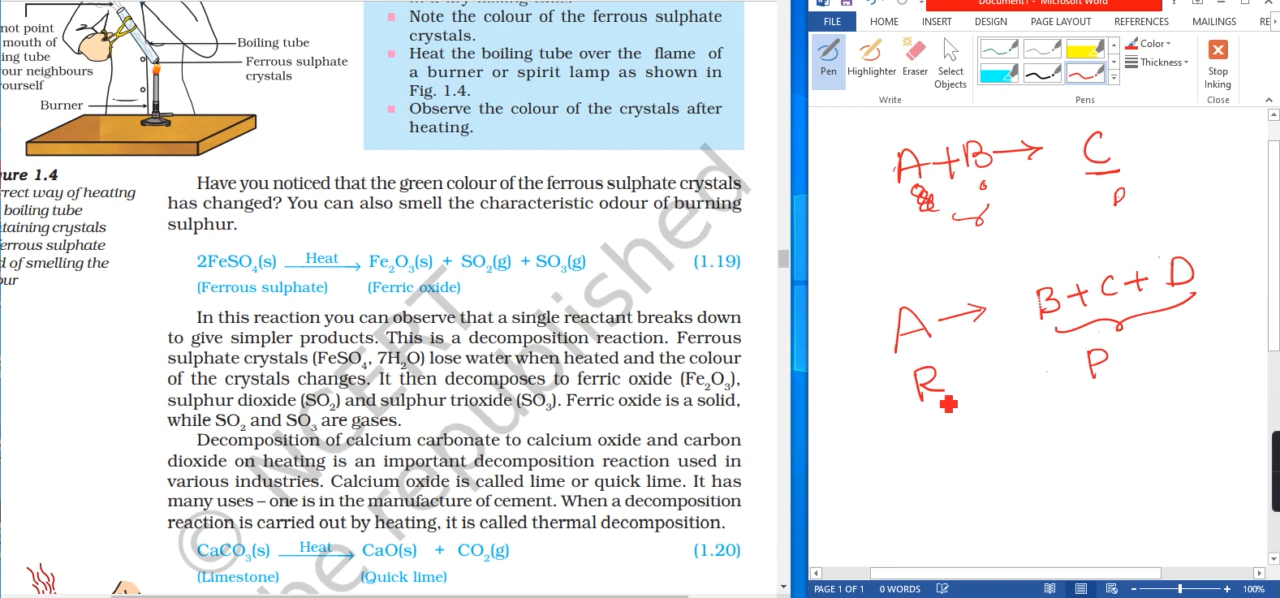 not point
mouth of
ing tube
our neighbours
ourself
Boiling tube
Ferrous sulphate
crystals
Burner
Note the colour of the ferrous sulphate
crystals.
Heat the boiling tube over the flame of
a burner or spirit lamp as shown in
Fig. 1.4.
Observe the colour of the crystals after
heating.
ure 1.4
rrect way of heating
boiling tube
taining crystals
errous sulphate
d of smelling the
our
Have you noticed that the green colour of the ferrous sulphate crystals
has changed? You can also smell the characteristic odour of burning
sulphur.
2FeSO₄(s) —Heat→ Fe₂O₃(s) + SO₂(g) + SO₃(g) (1.19)
(Ferrous sulphate) (Ferric oxide)
In this reaction you can observe that a single reactant breaks down
to give simpler products. This is a decomposition reaction. Ferrous
sulphate crystals (FeSO₄, 7H₂O) lose water when heated and the colour
of the crystals changes. It then decomposes to ferric oxide (Fe₂O₃),
sulphur dioxide (SO₂) and sulphur trioxide (SO₃). Ferric oxide is a solid,
while SO₂ and SO₃ are gases.
Decomposition of calcium carbonate to calcium oxide and carbon
dioxide on heating is an important decomposition reaction used in
various industries. Calcium oxide is called lime or quick lime. It has
many uses – one is in the manufacture of cement. When a decomposition
reaction is carried out by heating, it is called thermal decomposition.
CaCO₃(s) —Heat→ CaO(s) + CO₂(g) (1.20)
(Limestone) (Quick lime)
© NCERT
be republished
Document1 - Microsoft Word
FILE HOME INSERT DESIGN PAGE LAYOUT REFERENCES MAILINGS RE
Pen Highlighter Eraser Select Objects
Color
Thickness
Stop Inking
Write Pens Close
A + B → C
P
A → B + C + D
R P
PAGE 1 OF 1 0 WORDS 100%